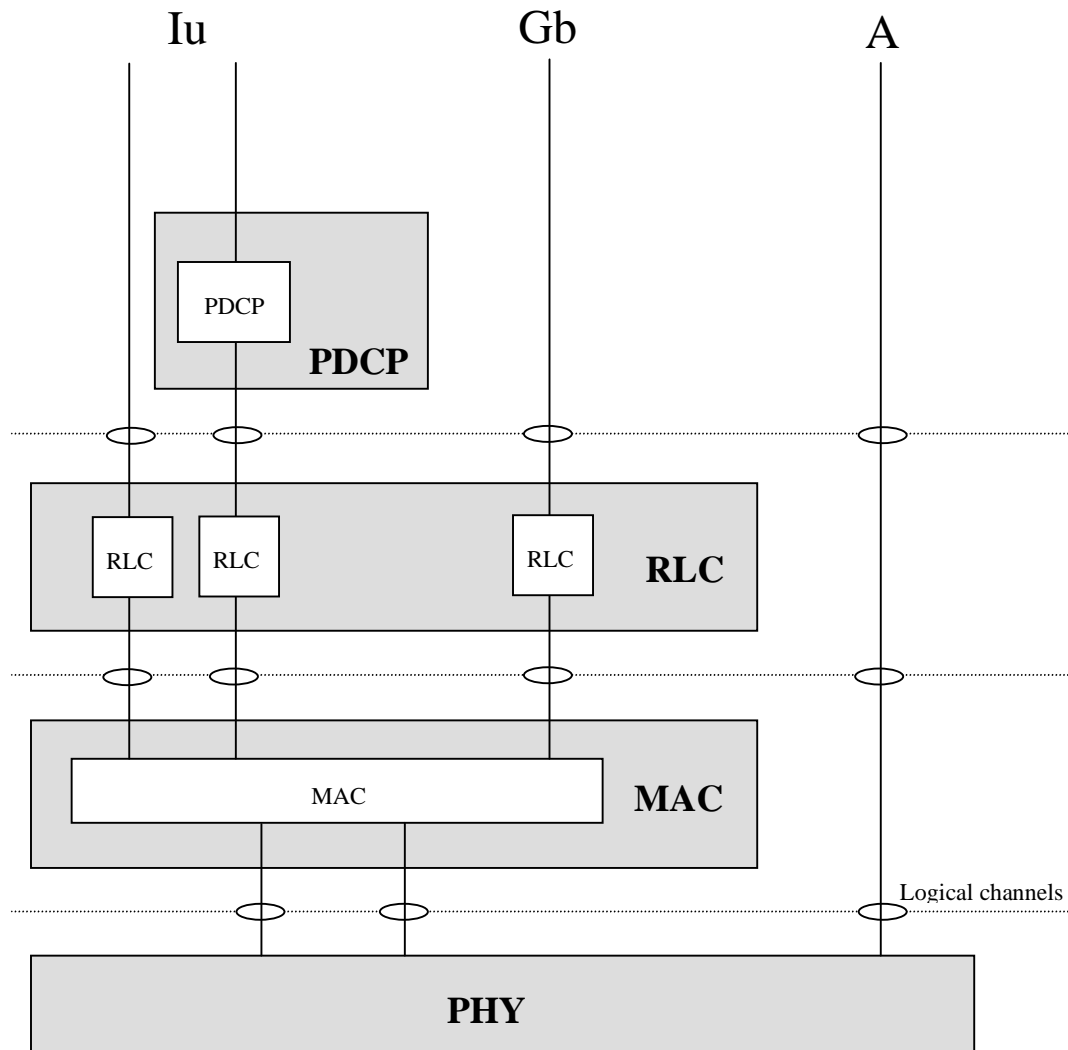 Iu
Gb
A
PDCP
PDCP
RLC
RLC
RLC
RLC
MAC
MAC
Logical channels
PHY